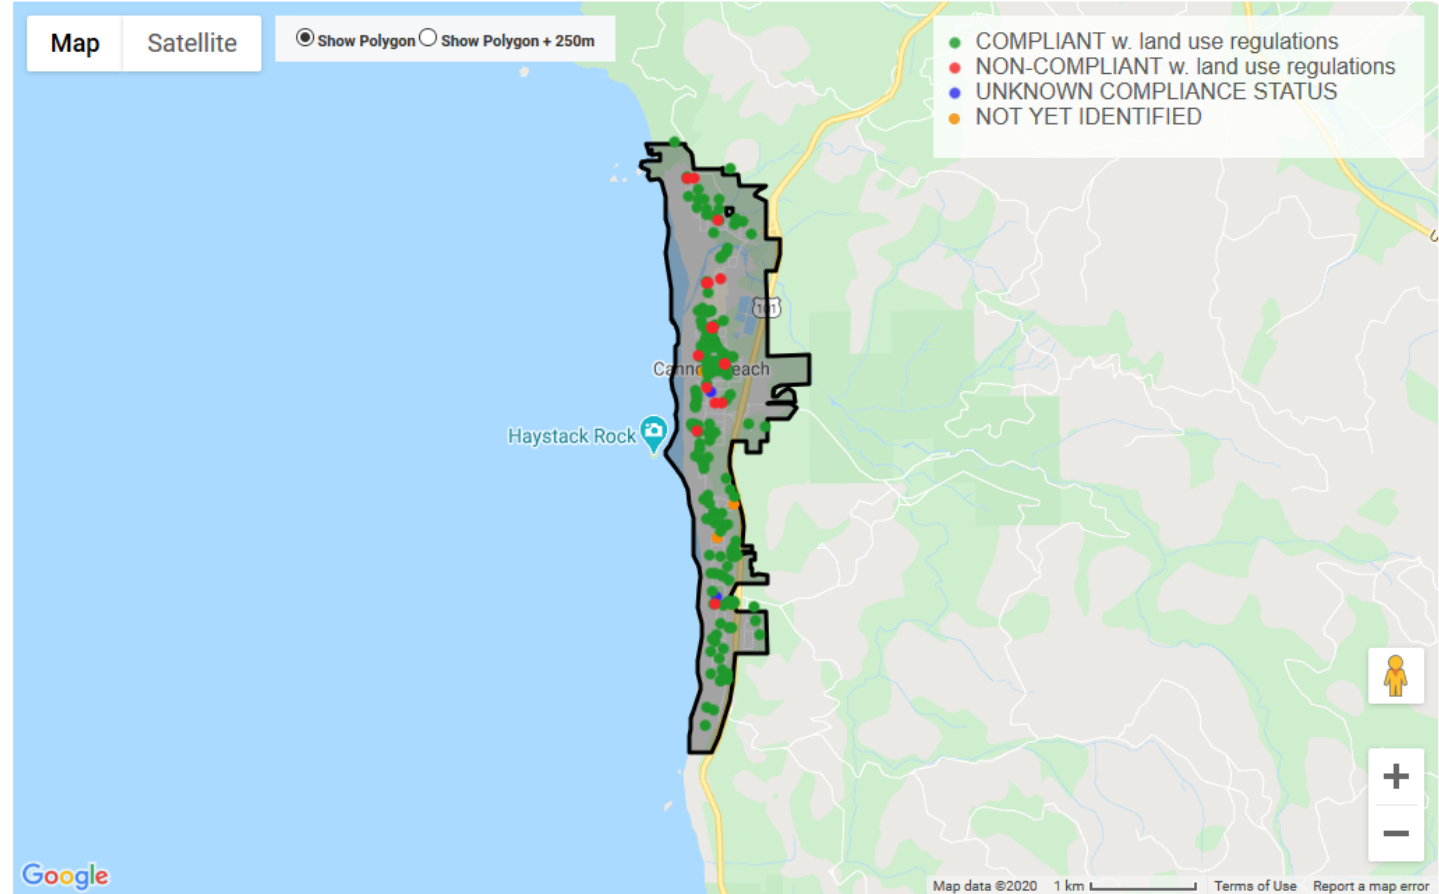 Map Satellite
Show Polygon Show Polygon + 250m
COMPLIANT w. land use regulations
NON-COMPLIANT w. land use regulations
UNKNOWN COMPLIANCE STATUS
NOT YET IDENTIFIED
101
Haystack Rock
Google
Map data ©2020 1 km Terms of Use Report a map error